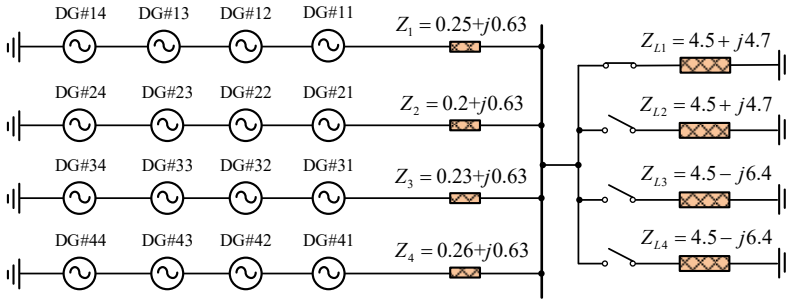 DG#14 DG#13 DG#12 DG#11 Z₁ = 0.25+j0.63
Z_L1 = 4.5+j4.7
DG#24 DG#23 DG#22 DG#21 Z₂ = 0.2+j0.63
Z_L2 = 4.5+j4.7
DG#34 DG#33 DG#32 DG#31 Z₃ = 0.23+j0.63
Z_L3 = 4.5−j6.4
DG#44 DG#43 DG#42 DG#41 Z₄ = 0.26+j0.63
Z_L4 = 4.5−j6.4